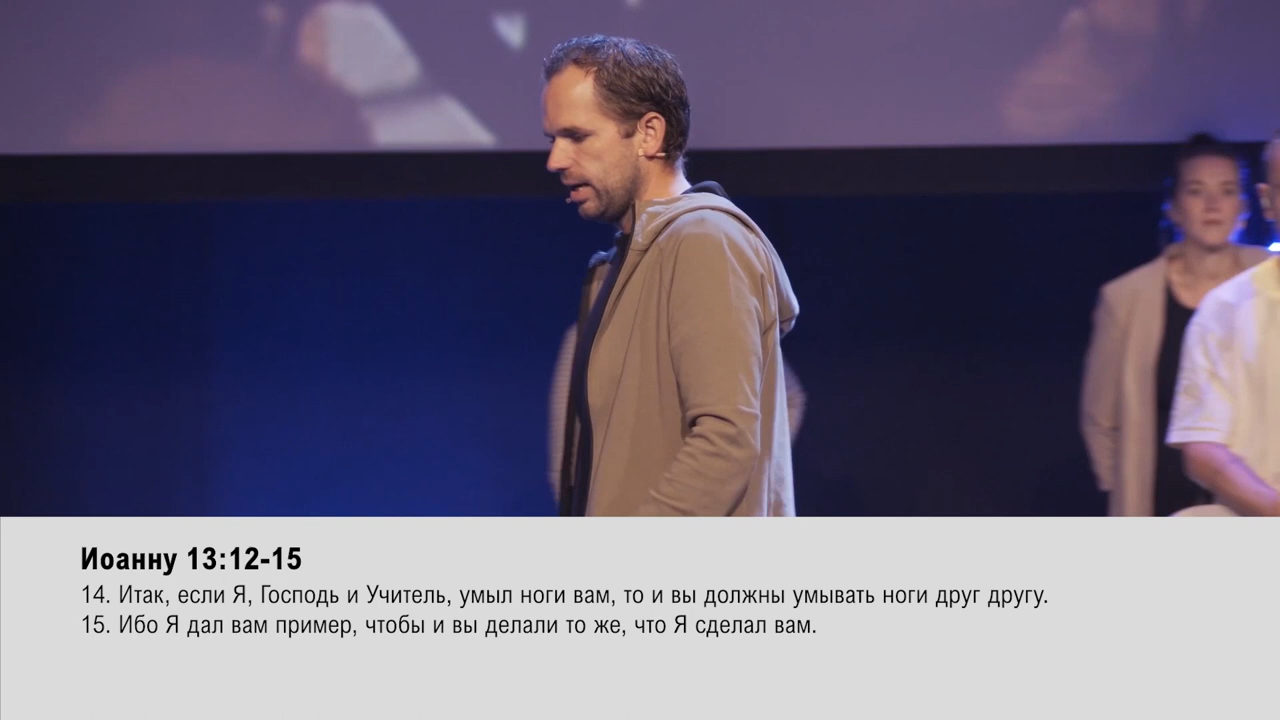 Иоанну 13:12-15
14. Итак, если Я, Господь и Учитель, умыл ноги вам, то и вы должны умывать ноги друг другу.
15. Ибо Я дал вам пример, чтобы и вы делали то же, что Я сделал вам.